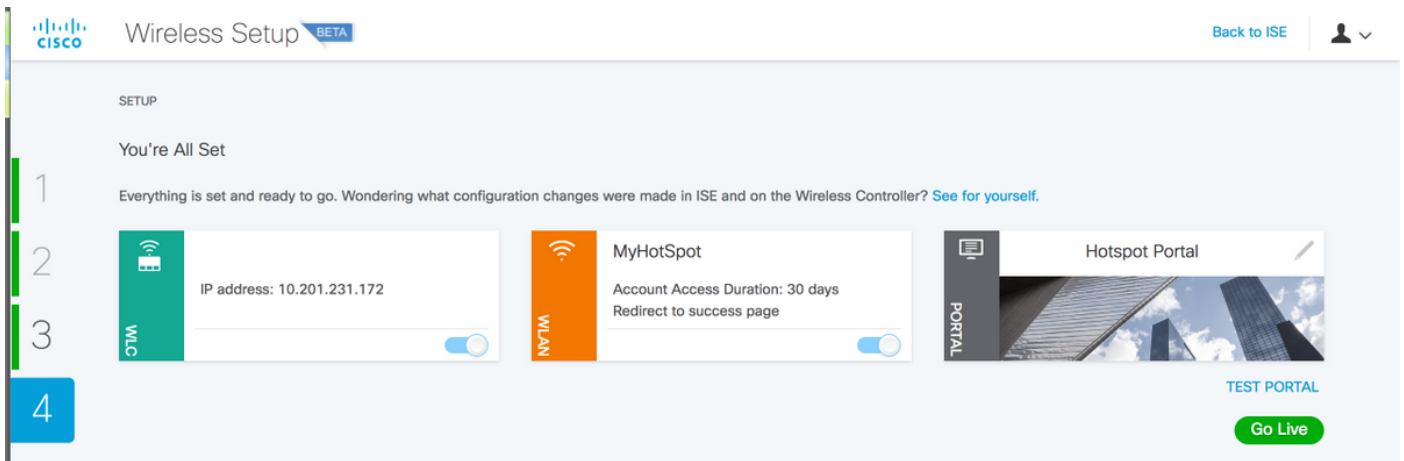 CISCO
Wireless Setup BETA
Back to ISE
SETUP
You're All Set
Everything is set and ready to go. Wondering what configuration changes were made in ISE and on the Wireless Controller? See for yourself.
1
2
3
4
WLC
IP address: 10.201.231.172
WLAN
MyHotSpot
Account Access Duration: 30 days
Redirect to success page
PORTAL
Hotspot Portal
TEST PORTAL
Go Live